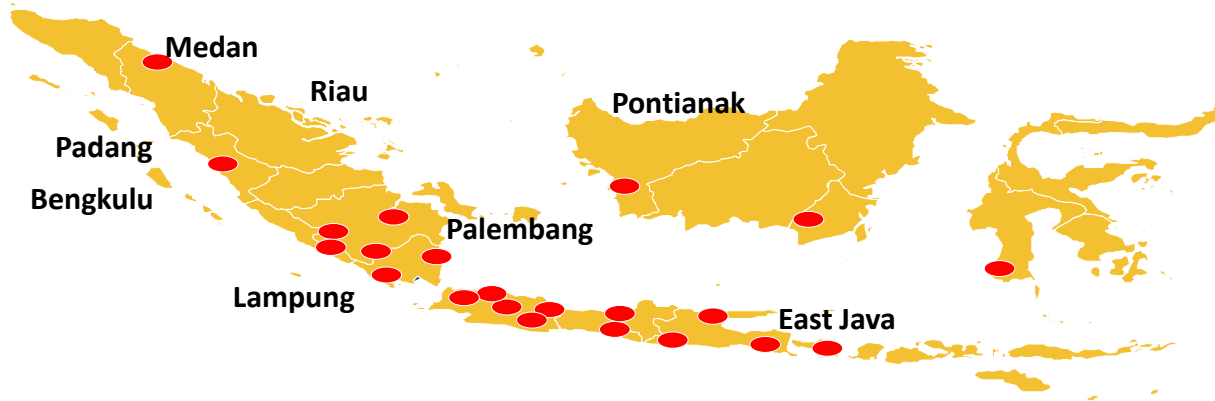 Medan
Riau
Pontianak
Padang
Bengkulu
Palembang
Lampung
East Java